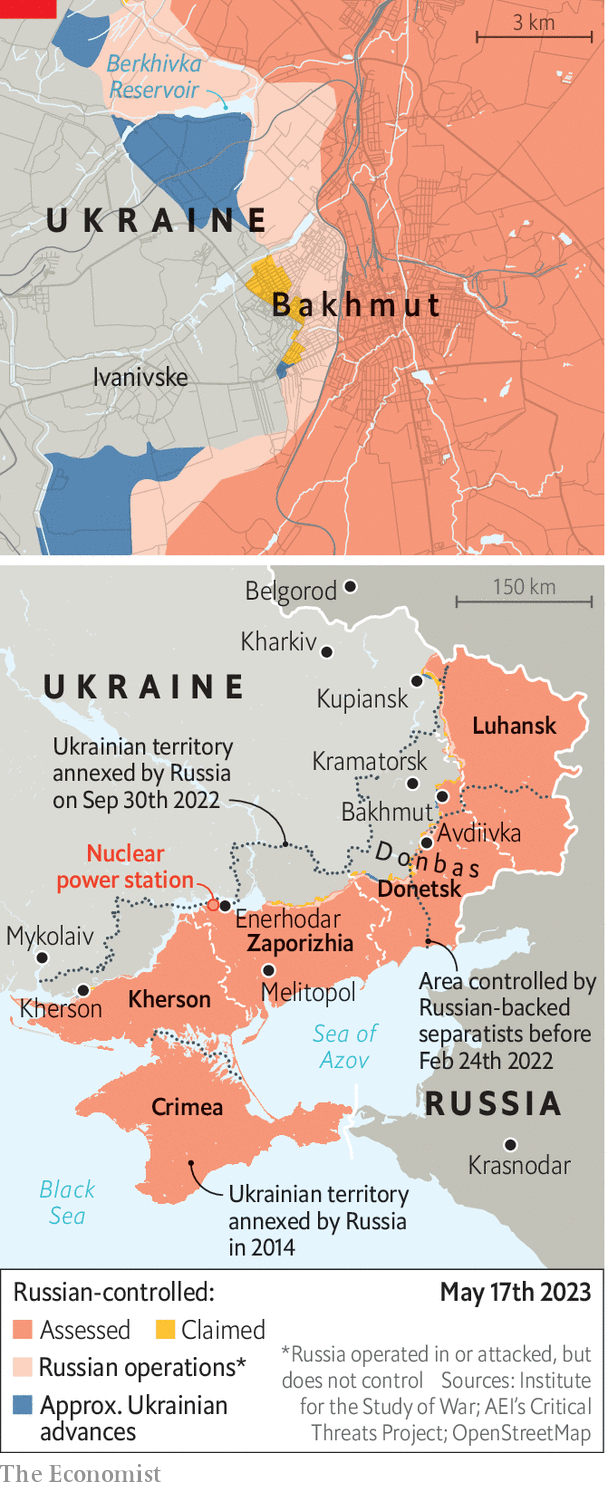 3 km
Berkhivka
Reservoir
UKRAINE
Bakhmut
Ivanivske
150 km
Belgorod
Kharkiv
UKRAINE
Kupiansk
Luhansk
Ukrainian territory
annexed by Russia
on Sep 30th 2022
Kramatorsk
Bakhmut
Avdiivka
Donbas
Nuclear
power station
Donetsk
Enerhodar
Zaporizhia
Mykolaiv
Melitopol
Kherson
Kherson
Area controlled by
Russian-backed
separatists before
Feb 24th 2022
Sea of
Azov
Crimea
RUSSIA
Krasnodar
Black
Sea
Ukrainian territory
annexed by Russia
in 2014
Russian-controlled:
May 17th 2023
Assessed
Claimed
Russian operations*
Approx. Ukrainian
advances
*Russia operated in or attacked, but
does not control Sources: Institute
for the Study of War; AEI’s Critical
Threats Project; OpenStreetMap
The Economist